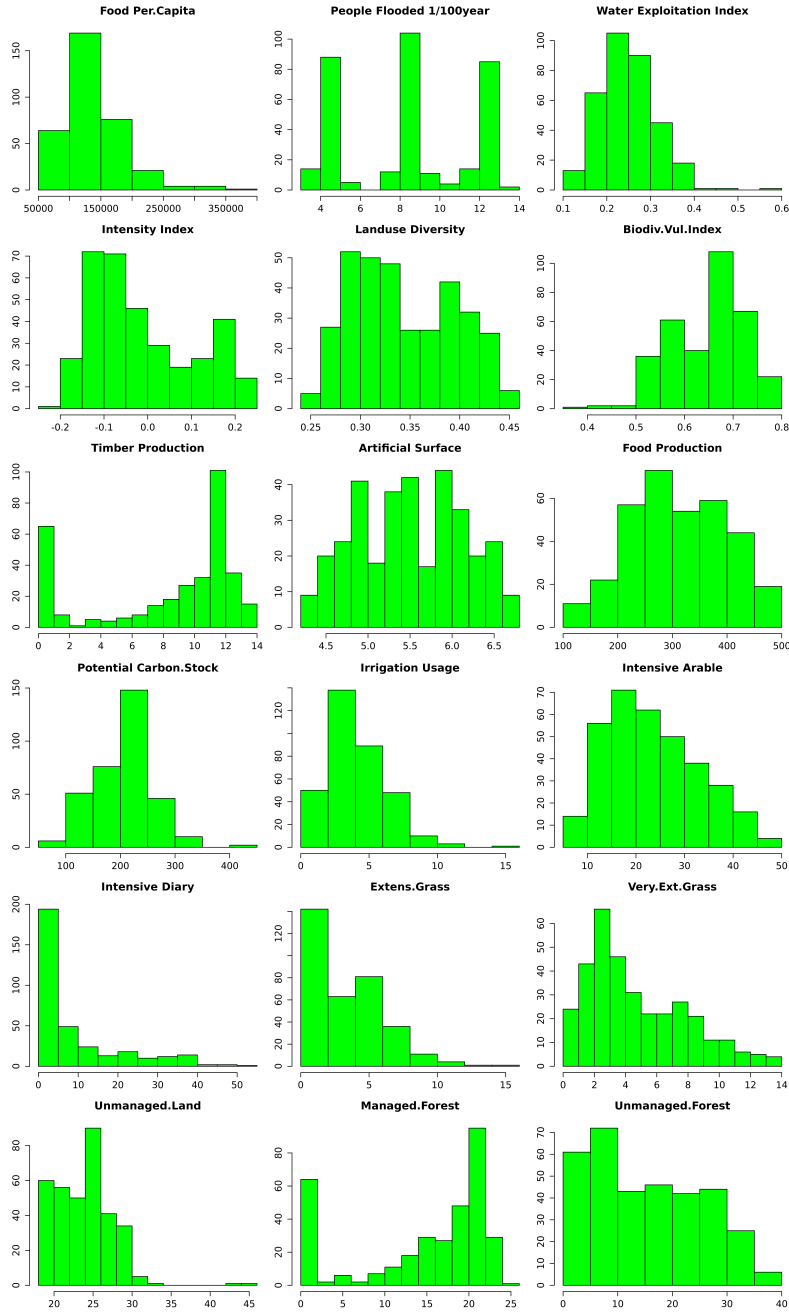 Food Per.Capita
0 50 100 150
50000 150000 250000 350000
People Flooded 1/100year
0 20 40 60 80 100
4 6 8 10 12 14
Water Exploitation Index
0 20 40 60 80 100
0.1 0.2 0.3 0.4 0.5 0.6
Intensity Index
0 10 20 30 40 50 60 70
-0.2 -0.1 0.0 0.1 0.2
Landuse Diversity
0 10 20 30 40 50
0.25 0.30 0.35 0.40 0.45
Biodiv.Vul.Index
0 20 40 60 80 100
0.4 0.5 0.6 0.7 0.8
Timber Production
0 20 40 60 80 100
0 2 4 6 8 10 12 14
Artificial Surface
0 10 20 30 40
4.5 5.0 5.5 6.0 6.5
Food Production
0 20 40 60
100 200 300 400 500
Potential Carbon.Stock
0 50 100 150
100 200 300 400
Irrigation Usage
0 20 40 60 80 120
0 5 10 15
Intensive Arable
0 10 20 30 40 50 60 70
10 20 30 40 50
Intensive Diary
0 50 100 150 200
0 10 20 30 40 50
Extens.Grass
0 20 40 60 80 120
0 5 10 15
Very.Ext.Grass
0 10 20 30 40 50 60
0 2 4 6 8 10 12 14
Unmanaged.Land
0 20 40 60 80
20 25 30 35 40 45
Managed.Forest
0 20 40 60 80
0 5 10 15 20 25
Unmanaged.Forest
0 10 20 30 40 50 60 70
0 10 20 30 40